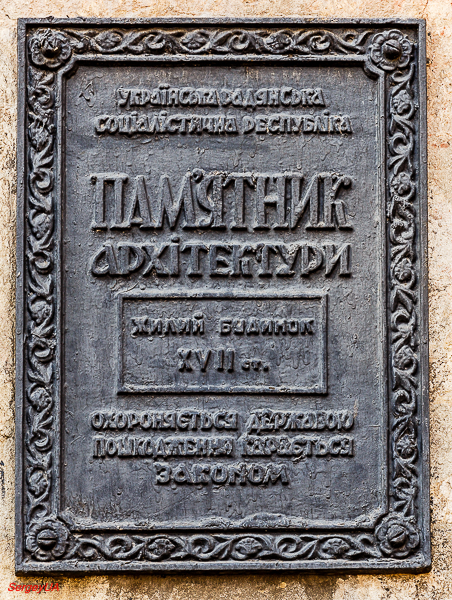 УКРАЇНСЬКА РАДЯНСЬКА
СОЦІАЛІСТИЧНА РЕСПУБЛІКА
ПАМ'ЯТНИК
АРХІТЕКТУРИ
ЖИЛИЙ БУДИНОК
XVII ст.
ОХОРОНЯЄТЬСЯ ДЕРЖАВОЮ
ПОШКОДЖЕННЯ КАРАЄТЬСЯ
ЗАКОНОМ